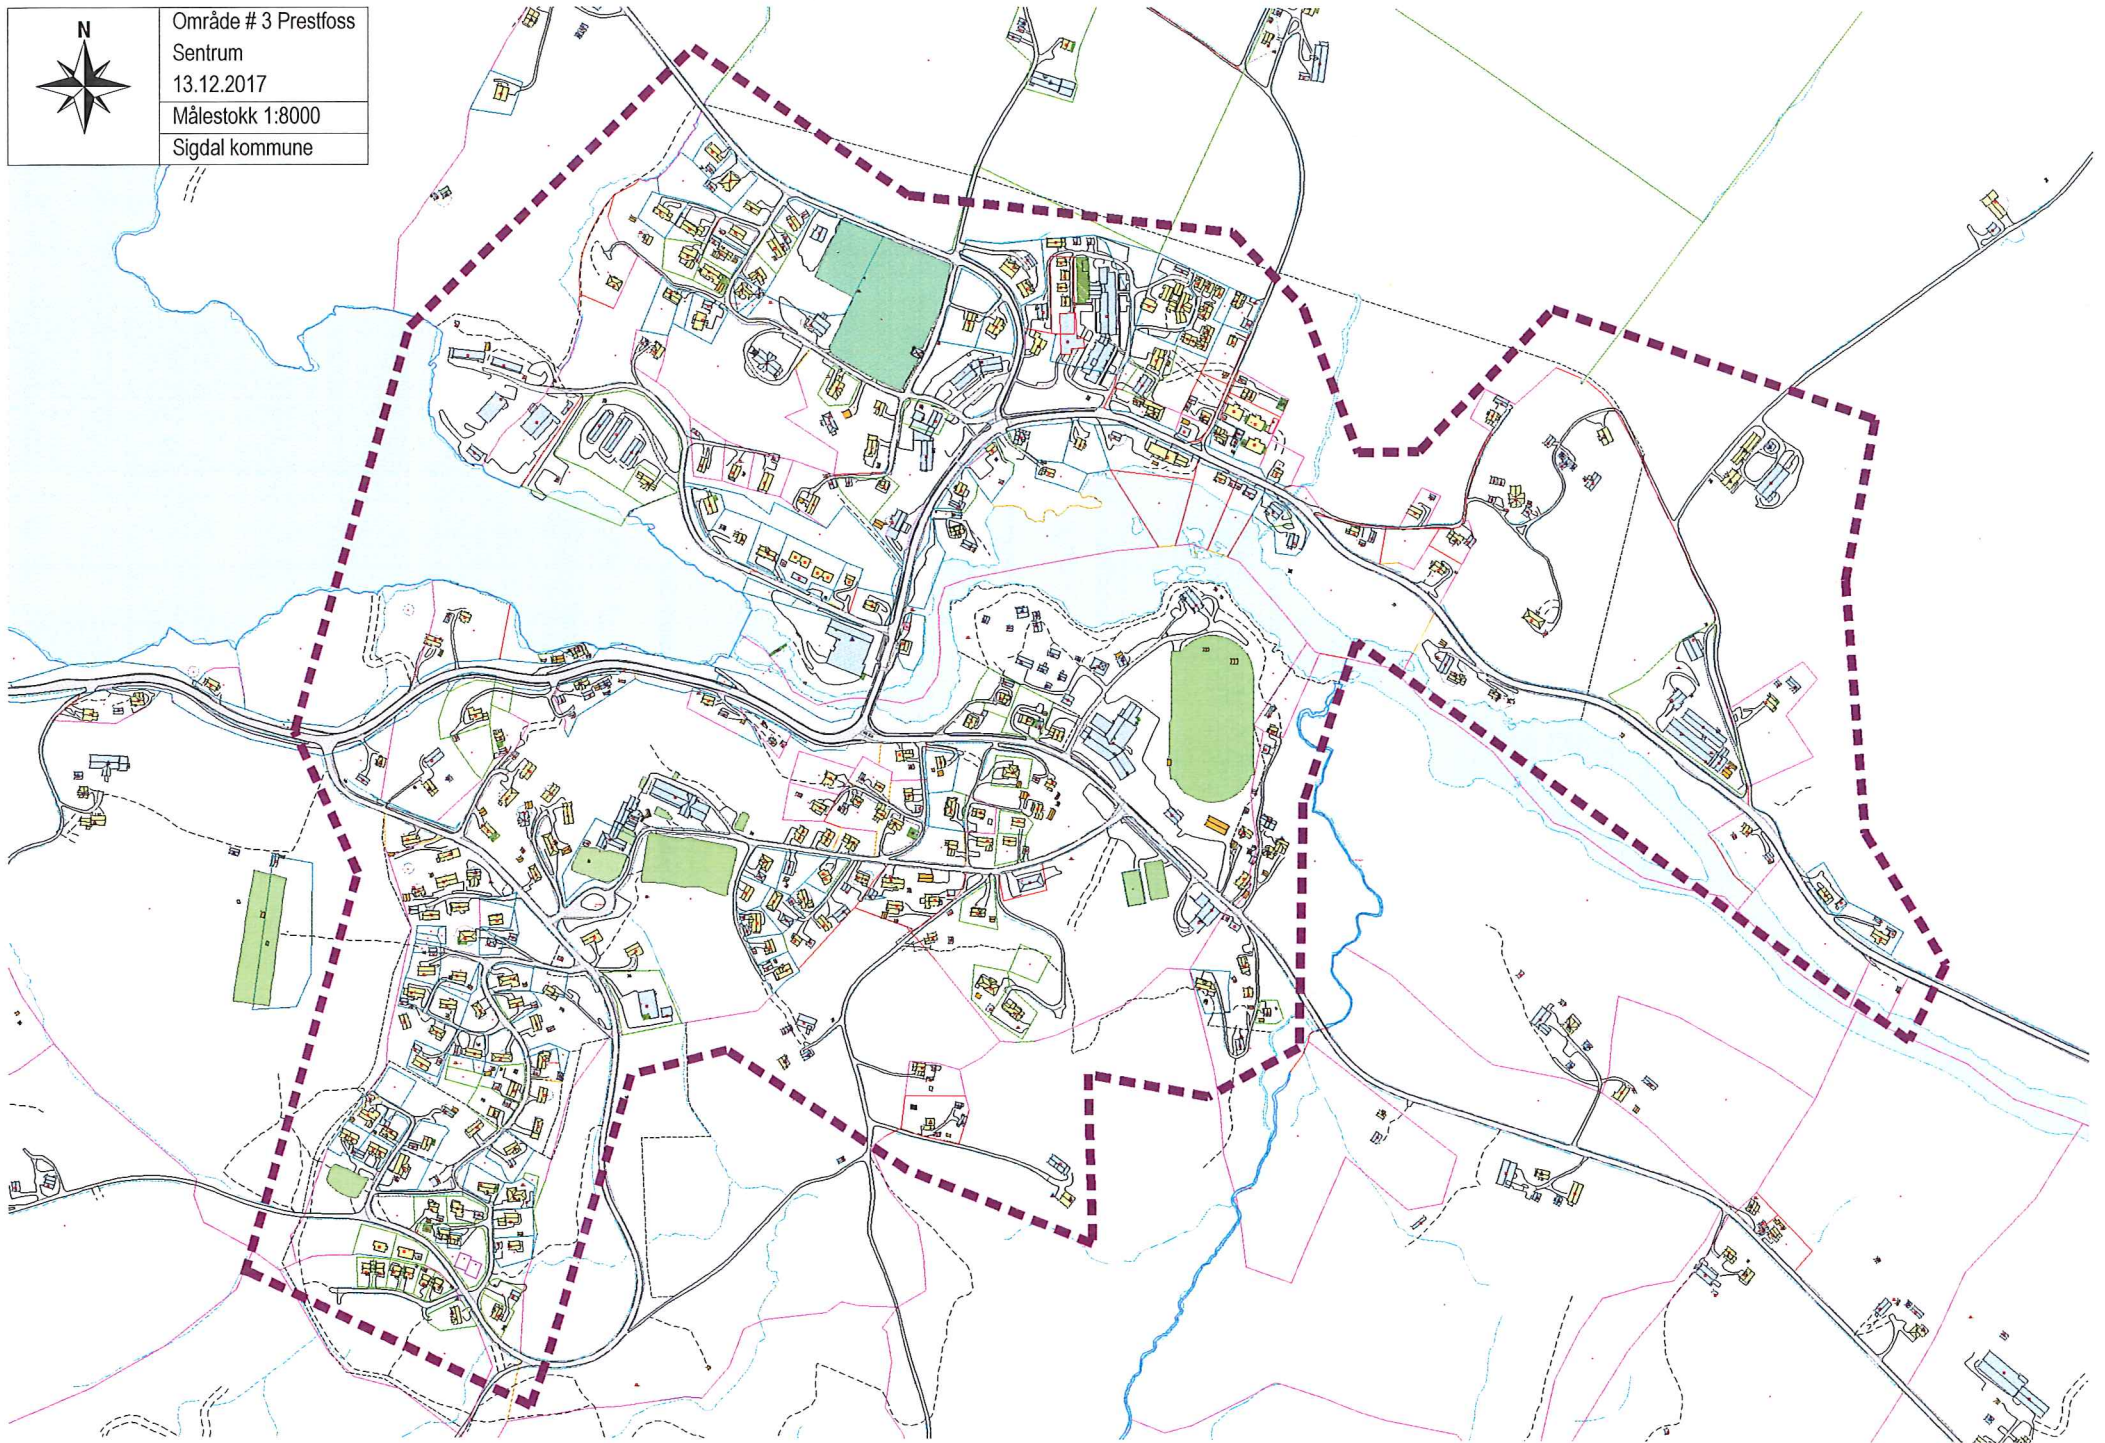 N
Område # 3 Prestfoss
Sentrum
13.12.2017
Målestokk 1:8000
Sigdal kommune